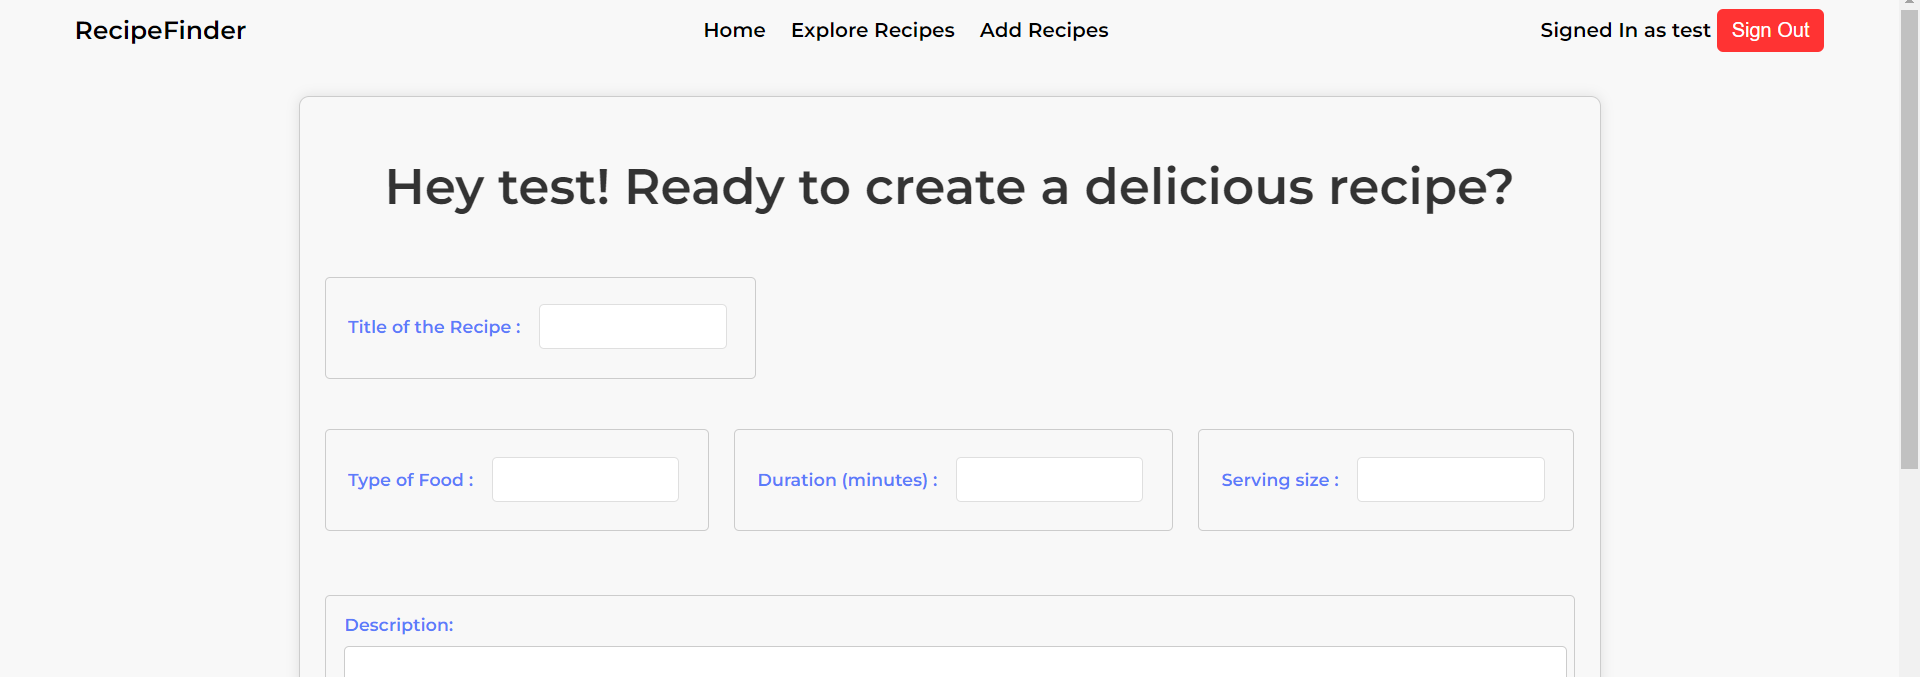 RecipeFinder
Home Explore Recipes Add Recipes
Signed In as test Sign Out
Hey test! Ready to create a delicious recipe?
Title of the Recipe :
Type of Food :
Duration (minutes) :
Serving size :
Description: